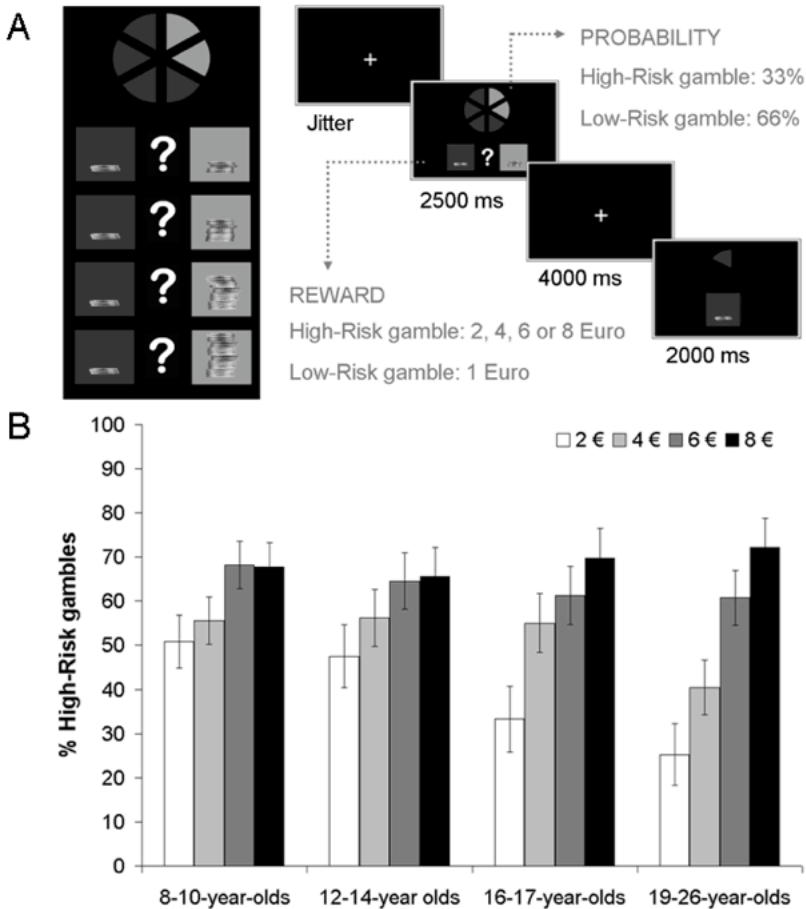 A
?
?
?
?
Jitter
?
2500 ms
4000 ms
2000 ms
PROBABILITY
High-Risk gamble: 33%
Low-Risk gamble: 66%
REWARD
High-Risk gamble: 2, 4, 6 or 8 Euro
Low-Risk gamble: 1 Euro
B
% High-Risk gambles
100
90
80
70
60
50
40
30
20
10
0
2 € 4 € 6 € 8 €
8-10-year-olds 12-14-year olds 16-17-year-olds 19-26-year-olds